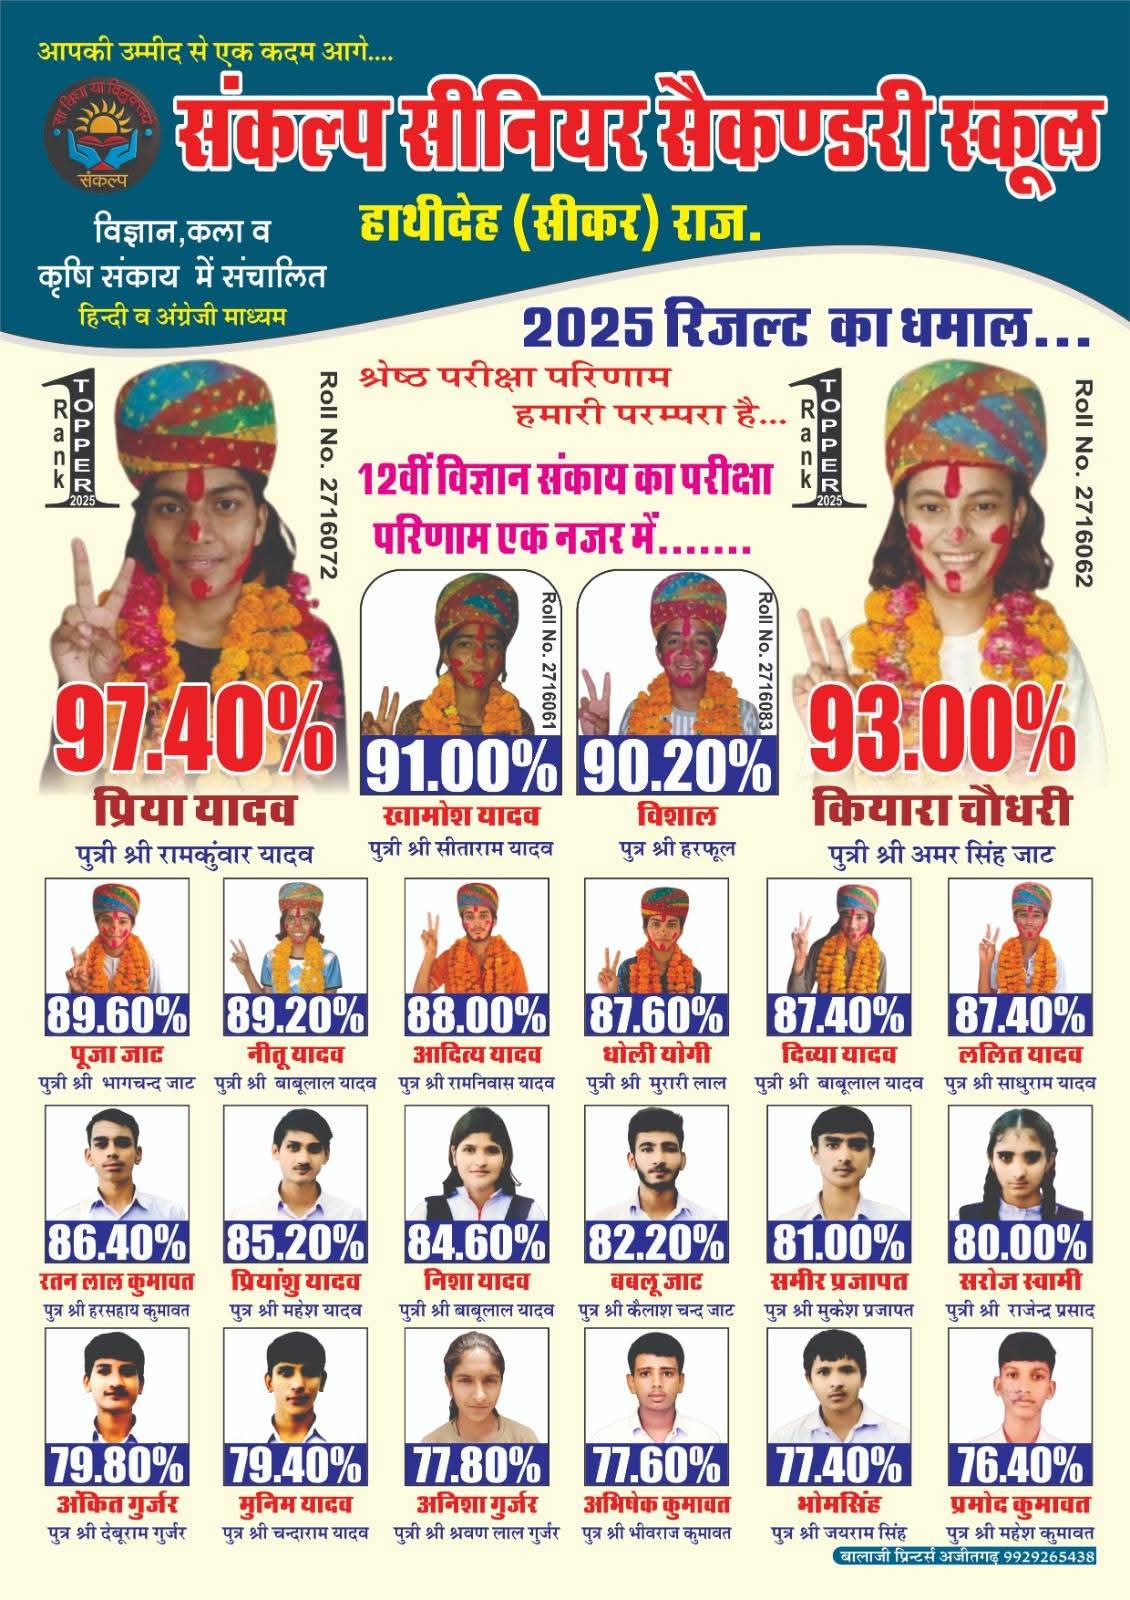 आपकी उम्मीद से एक कदम आगे....
सा विद्या या विमुक्तये
संकल्प
संकल्प सीनियर सैकण्डरी स्कूल
हाथीदेह (सीकर) राज.
विज्ञान,कला व
कृषि संकाय में संचालित
हिन्दी व अंग्रेजी माध्यम
2025 रिजल्ट का धमाल...
श्रेष्ठ परीक्षा परिणाम
हमारी परम्परा है...
12वीं विज्ञान संकाय का परीक्षा
परिणाम एक नजर में.......
1 Rank TOPPER 2025
Roll No. 2716072
97.40%
प्रिया यादव
पुत्री श्री रामकुंवार यादव
Roll No. 2716061
91.00%
खामोश यादव
पुत्री श्री सीताराम यादव
Roll No. 2716083
90.20%
विशाल
पुत्र श्री हरफूल
1 Rank TOPPER 2025
Roll No. 2716062
93.00%
कियारा चौधरी
पुत्री श्री अमर सिंह जाट
89.60% 89.20% 88.00% 87.60% 87.40% 87.40%
पूजा जाट नीतू यादव आदित्य यादव धोली योगी दिव्या यादव ललित यादव
पुत्री श्री भागचन्द जाट पुत्री श्री बाबूलाल यादव पुत्र श्री रामनिवास यादव पुत्री श्री मुरारी लाल पुत्री श्री बाबूलाल यादव पुत्र श्री साधुराम यादव
86.40% 85.20% 84.60% 82.20% 81.00% 80.00%
रतन लाल कुमावत प्रियांशु यादव निशा यादव बबलू जाट समीर प्रजापत सरोज स्वामी
पुत्र श्री हरसहाय कुमावत पुत्र श्री महेश यादव पुत्री श्री बाबूलाल यादव पुत्र श्री कैलाश चन्द जाट पुत्र श्री मुकेश प्रजापत पुत्री श्री राजेन्द्र प्रसाद
79.80% 79.40% 77.80% 77.60% 77.40% 76.40%
अंकित गुर्जर मुनिम यादव अनिशा गुर्जर अभिषेक कुमावत भोमसिंह प्रमोद कुमावत
पुत्र श्री देबूराम गुर्जर पुत्र श्री चन्दाराम यादव पुत्री श्री श्रवण लाल गुर्जर पुत्र श्री भीवराज कुमावत पुत्र श्री जयराम सिंह पुत्र श्री महेश कुमावत
बालाजी प्रिन्टर्स अजीतगढ़ 9929265438